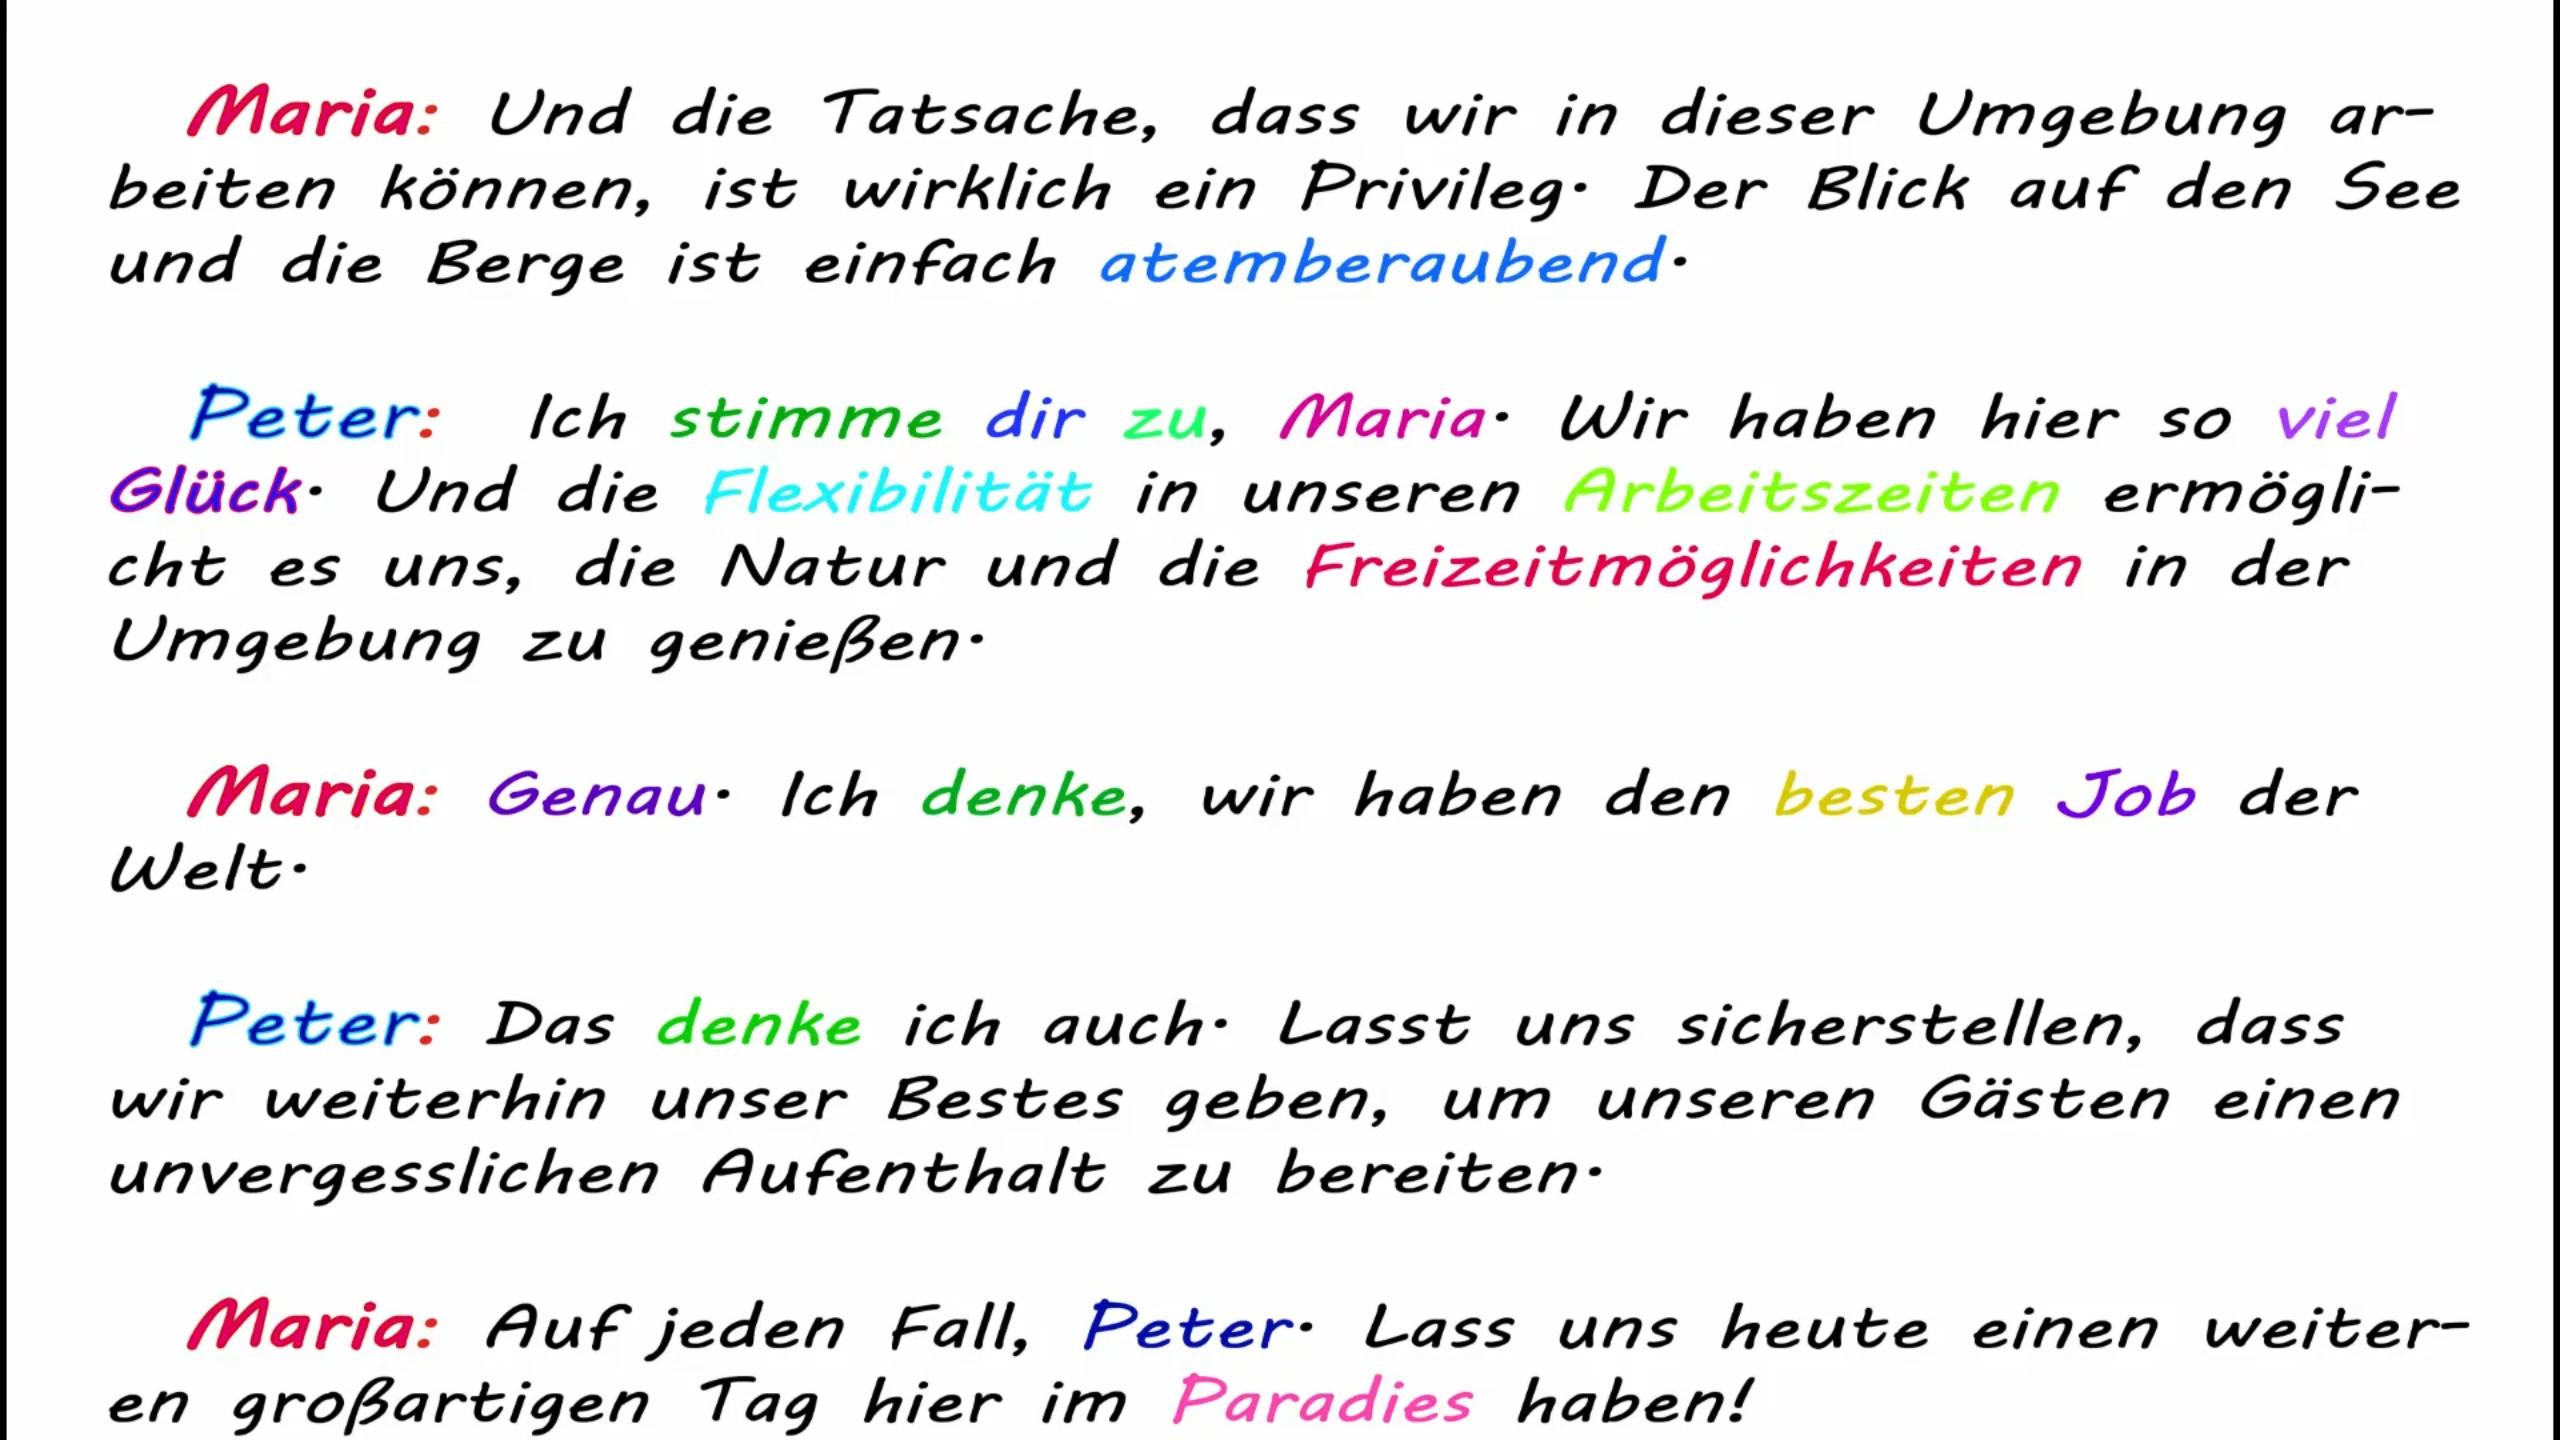 Maria: Und die Tatsache, dass wir in dieser Umgebung ar-
beiten können, ist wirklich ein Privileg. Der Blick auf den See
und die Berge ist einfach atemberaubend.
Peter: Ich stimme dir zu, Maria. Wir haben hier so viel
Glück. Und die Flexibilität in unseren Arbeitszeiten ermögli-
cht es uns, die Natur und die Freizeitmöglichkeiten in der
Umgebung zu genießen.
Maria: Genau. Ich denke, wir haben den besten Job der
Welt.
Peter: Das denke ich auch. Lasst uns sicherstellen, dass
wir weiterhin unser Bestes geben, um unseren Gästen einen
unvergesslichen Aufenthalt zu bereiten.
Maria: Auf jeden Fall, Peter. Lass uns heute einen weiter-
en großartigen Tag hier im Paradies haben!